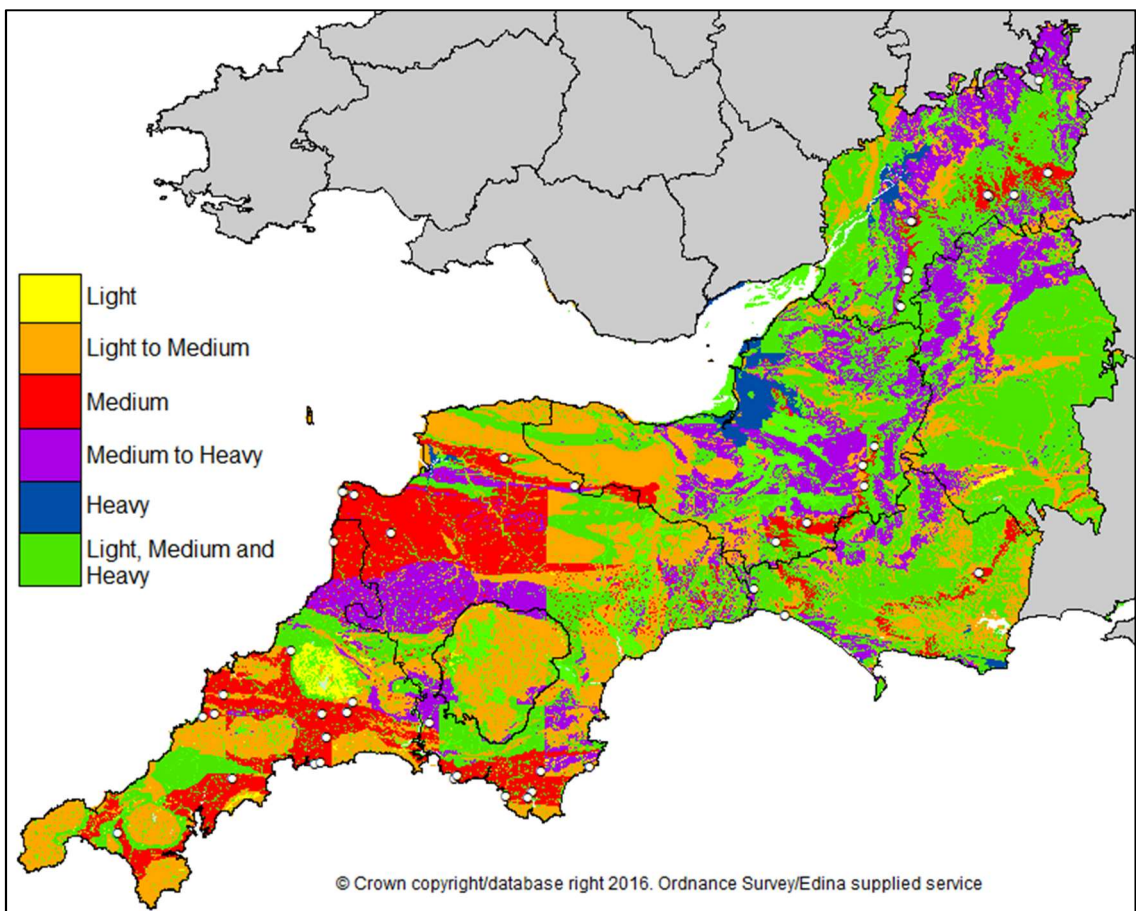 Light
Light to Medium
Medium
Medium to Heavy
Heavy
Light, Medium and
Heavy
© Crown copyright/database right 2016. Ordnance Survey/Edina supplied service